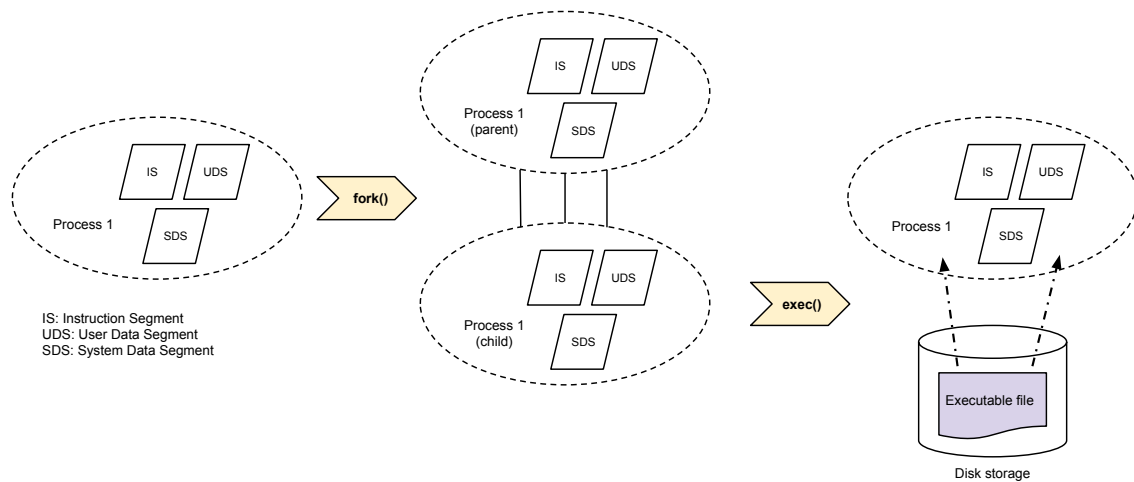 IS
UDS
SDS
Process 1
IS: Instruction Segment
UDS: User Data Segment
SDS: System Data Segment
fork()
IS
UDS
Process 1
(parent)
SDS
IS
UDS
Process 1
(child)
SDS
exec()
IS
UDS
Process 1
SDS
Executable file
Disk storage